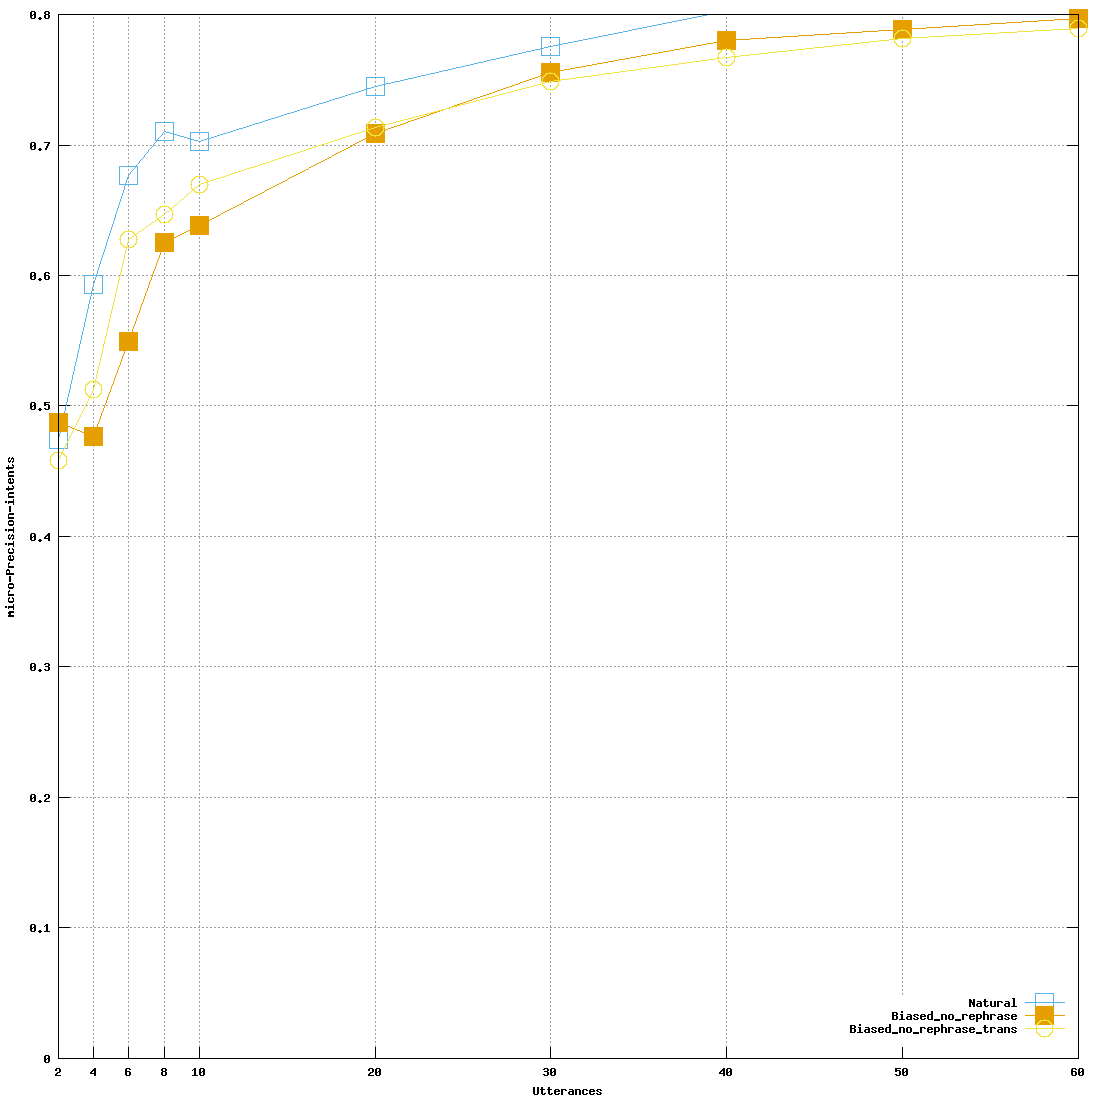 0.8
0.7
0.6
0.5
0.4
0.3
0.2
0.1
0
micro-Precision-intents
2 4 6 8 10 20 30 40 50 60
Utterances
Natural
Biased_no_rephrase
Biased_no_rephrase_trans